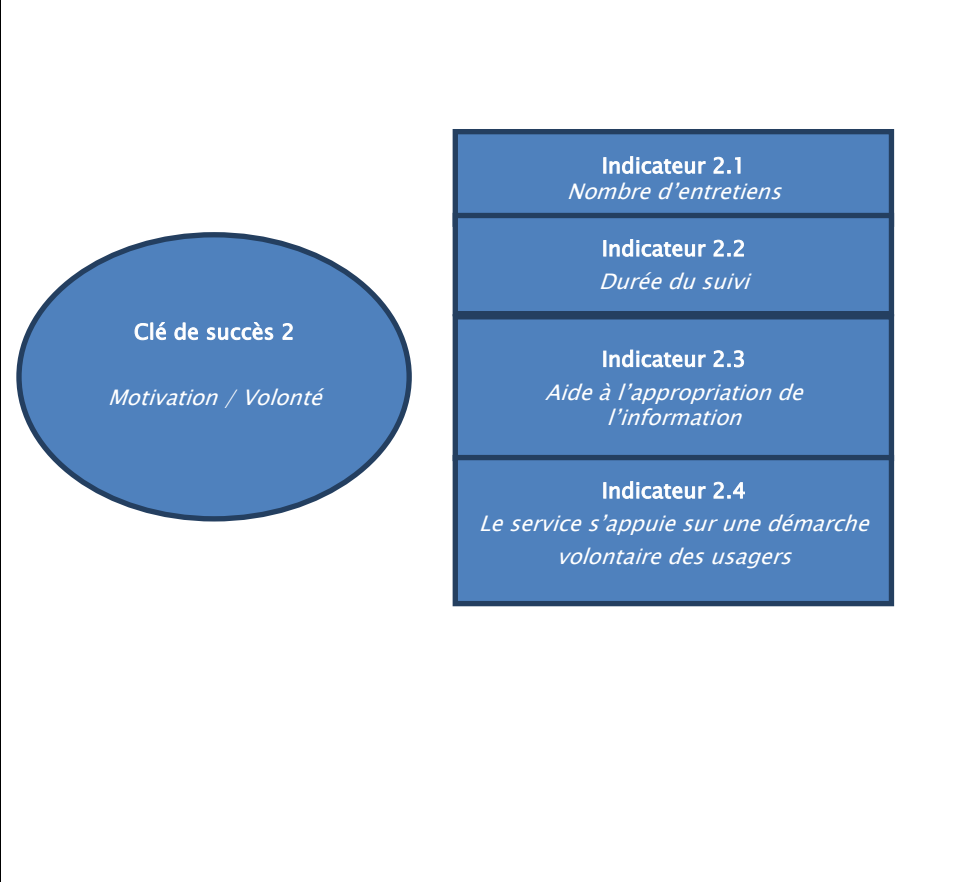 Clé de succès 2
Motivation / Volonté
Indicateur 2.1
Nombre d’entretiens
Indicateur 2.2
Durée du suivi
Indicateur 2.3
Aide à l’appropriation de
l’information
Indicateur 2.4
Le service s’appuie sur une démarche
volontaire des usagers